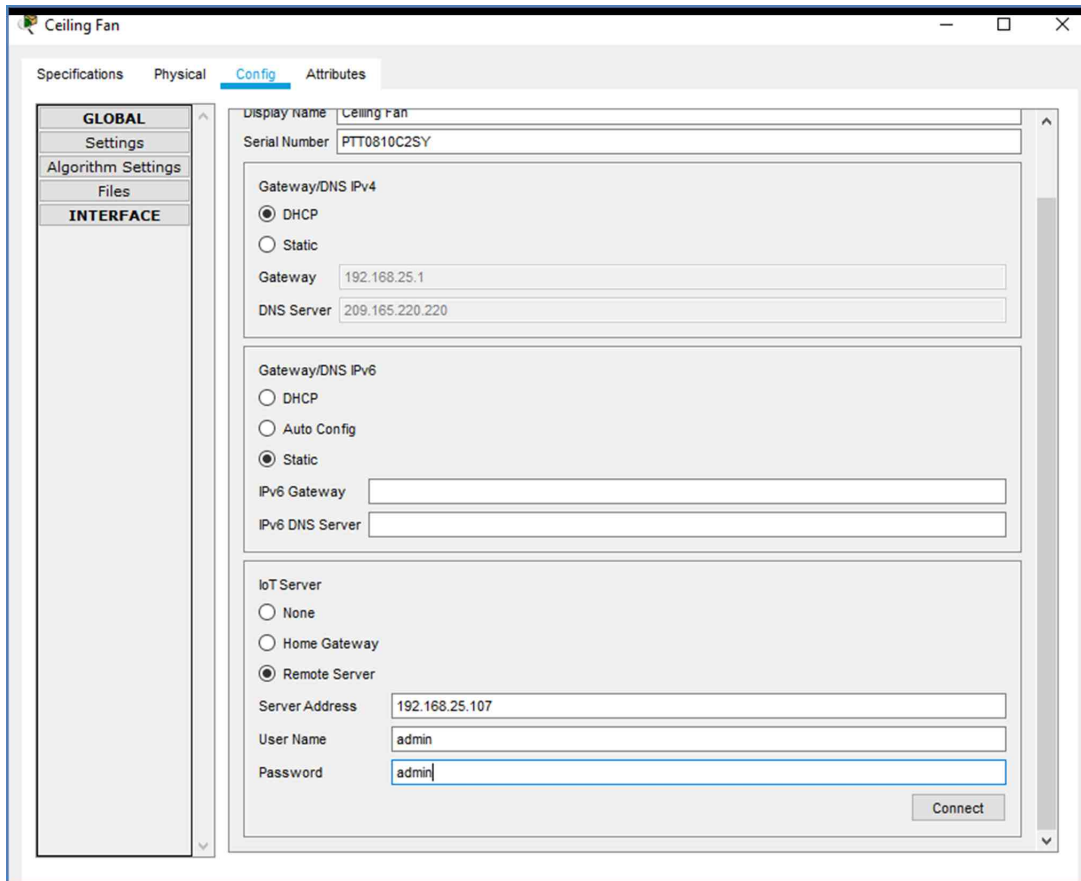 Ceiling Fan
Specifications Physical Config Attributes
GLOBAL
Settings
Algorithm Settings
Files
INTERFACE
Display Name Ceiling Fan
Serial Number PTT0810C2SY
Gateway/DNS IPv4
DHCP
Static
Gateway 192.168.25.1
DNS Server 209.165.220.220
Gateway/DNS IPv6
DHCP
Auto Config
Static
IPv6 Gateway
IPv6 DNS Server
IoT Server
None
Home Gateway
Remote Server
Server Address 192.168.25.107
User Name admin
Password admin
Connect